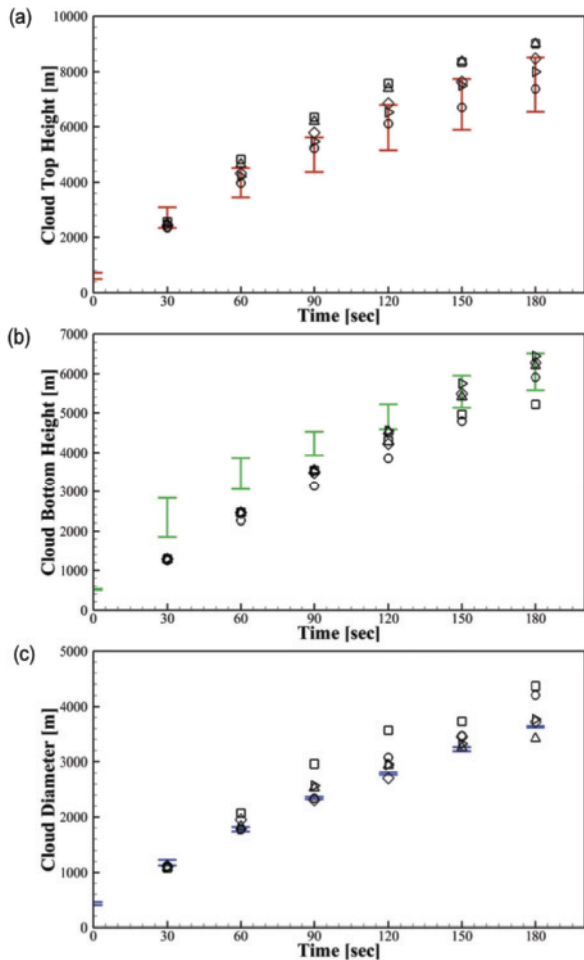 (a)
Cloud Top Height [m]
10000
8000
6000
4000
2000
0
0 30 60 90 120 150 180
Time [sec]
(b)
Cloud Bottom Height [m]
7000
6000
5000
4000
3000
2000
1000
0
0 30 60 90 120 150 180
Time [sec]
(c)
Cloud Diameter [m]
5000
4000
3000
2000
1000
0
0 30 60 90 120 150 180
Time [sec]